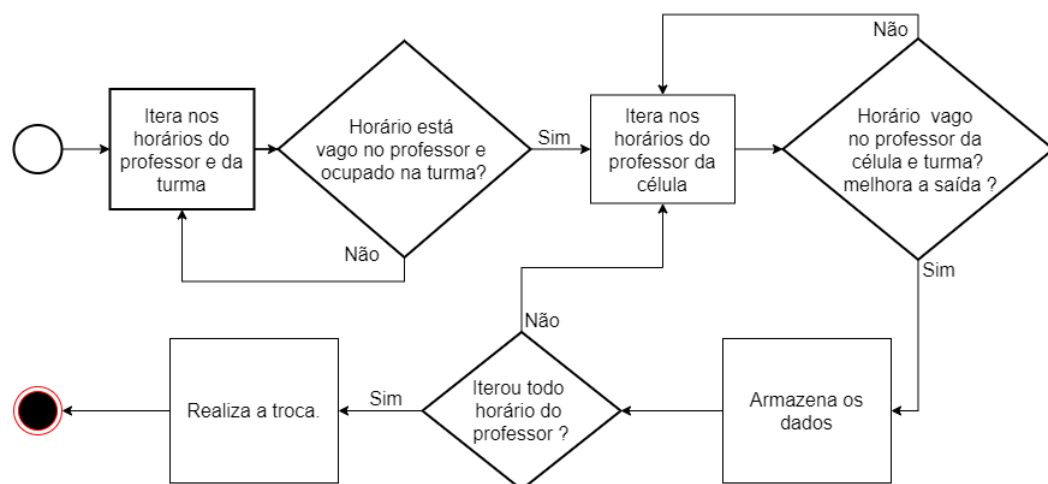 Itera nos
horários do
professor e da
turma
Horário está
vago no professor e
ocupado na turma?
Não
Sim
Itera nos
horários do
professor da
célula
Não
Horário  vago
no professor da
célula e turma?
melhora a saída ?
Sim
Armazena os
dados
Não
Iterou todo
horário do
professor ?
Sim
Realiza a troca.